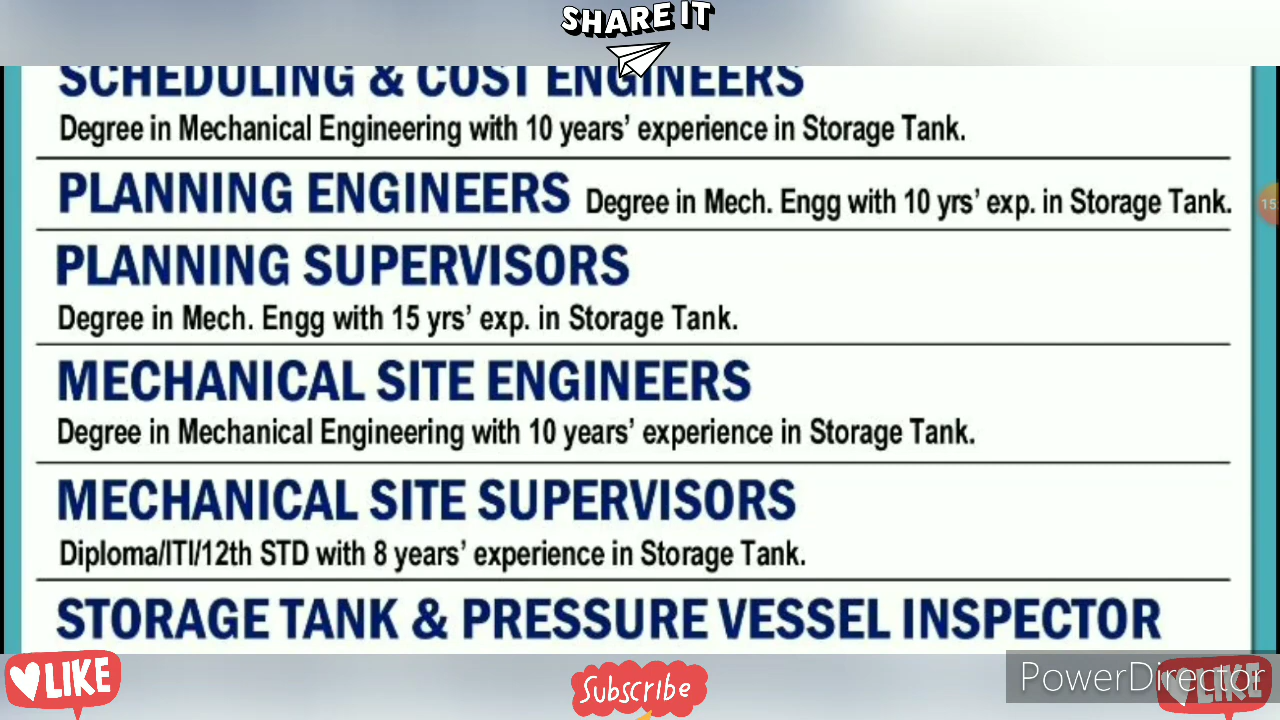 SHARE IT
SCHEDULING & COST ENGINEERS
Degree in Mechanical Engineering with 10 years’ experience in Storage Tank.
PLANNING ENGINEERS Degree in Mech. Engg with 10 yrs’ exp. in Storage Tank.
15
PLANNING SUPERVISORS
Degree in Mech. Engg with 15 yrs’ exp. in Storage Tank.
MECHANICAL SITE ENGINEERS
Degree in Mechanical Engineering with 10 years’ experience in Storage Tank.
MECHANICAL SITE SUPERVISORS
Diploma/ITI/12th STD with 8 years’ experience in Storage Tank.
STORAGE TANK & PRESSURE VESSEL INSPECTOR
LIKE
Subscribe
PowerDirector
LIKE